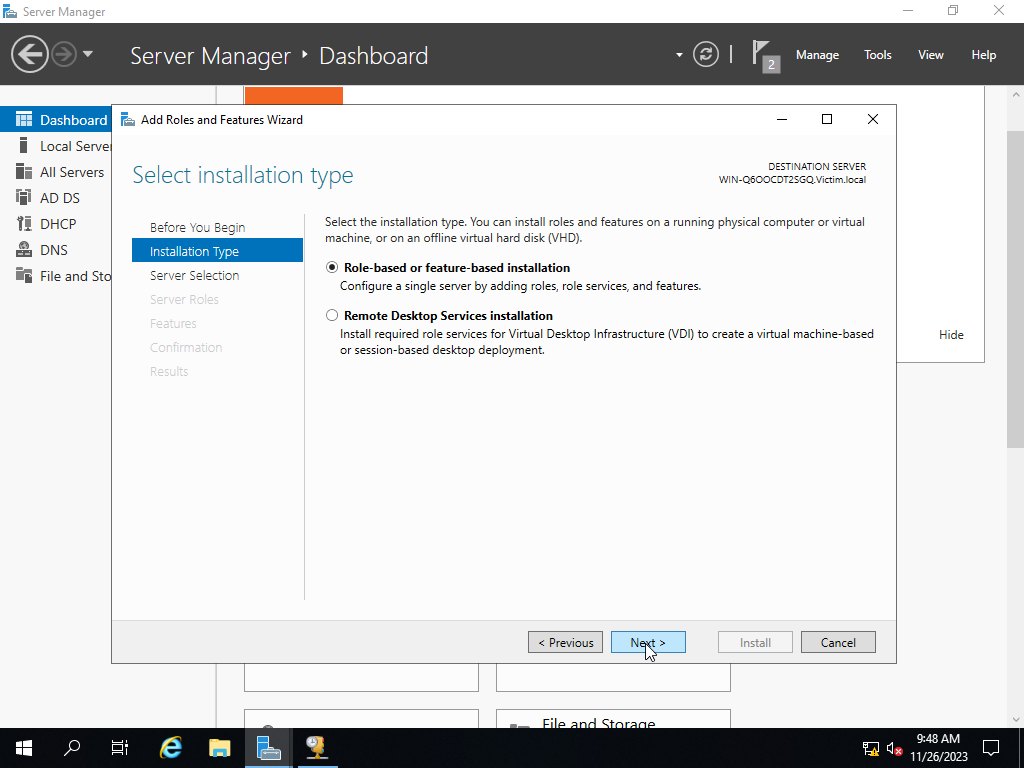 Server Manager
Server Manager ‣ Dashboard
2
Manage
Tools
View
Help
Dashboard
Local Server
All Servers
AD DS
DHCP
DNS
File and Sto
Add Roles and Features Wizard
Select installation type
DESTINATION SERVER
WIN-Q6OOCDT2SGQ.Victim.local
Before You Begin
Installation Type
Server Selection
Server Roles
Features
Confirmation
Results
Select the installation type. You can install roles and features on a running physical computer or virtual
machine, or on an offline virtual hard disk (VHD).
Role-based or feature-based installation
Configure a single server by adding roles, role services, and features.
Remote Desktop Services installation
Install required role services for Virtual Desktop Infrastructure (VDI) to create a virtual machine-based
or session-based desktop deployment.
Hide
< Previous
Next >
Install
Cancel
File and Storage
9:48 AM
11/26/2023